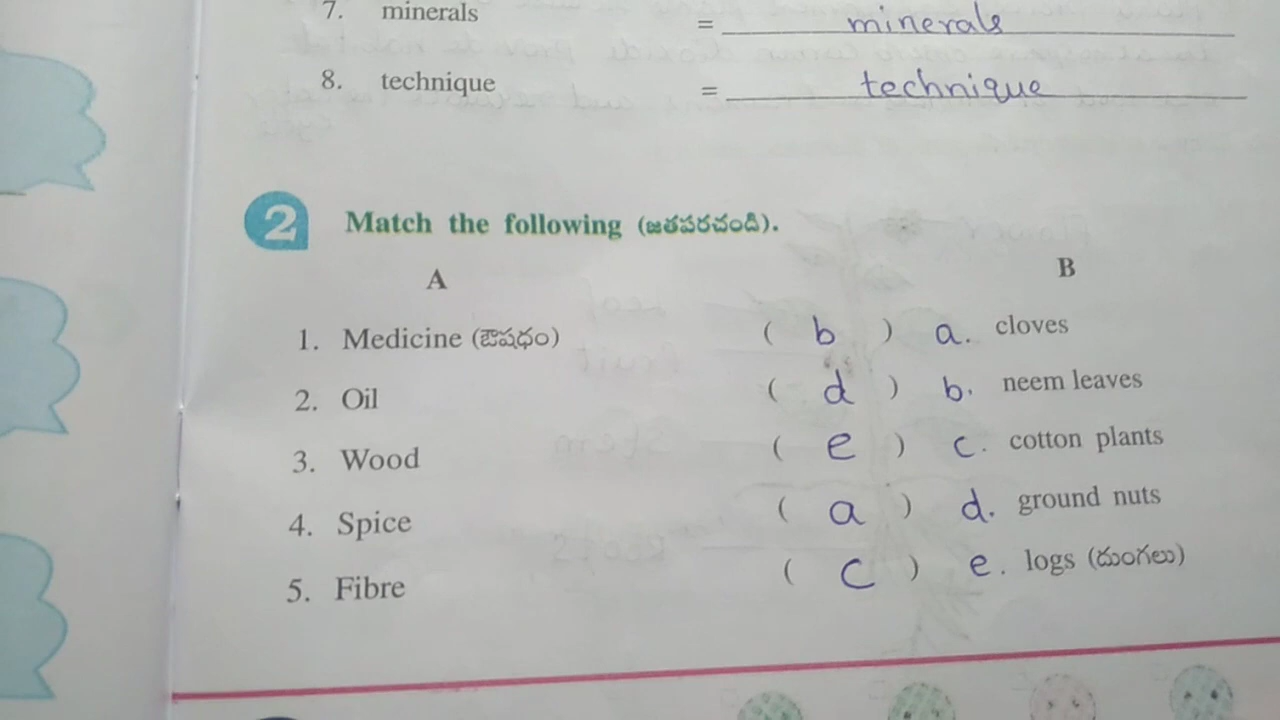 7. minerals = minerals
8. technique = technique
2 Match the following (జతపరచండి).
A B
1. Medicine (ఔషధం) ( b ) a. cloves
2. Oil ( d ) b. neem leaves
3. Wood ( e ) c. cotton plants
4. Spice ( a ) d. ground nuts
5. Fibre ( c ) e. logs (దుంగలు)